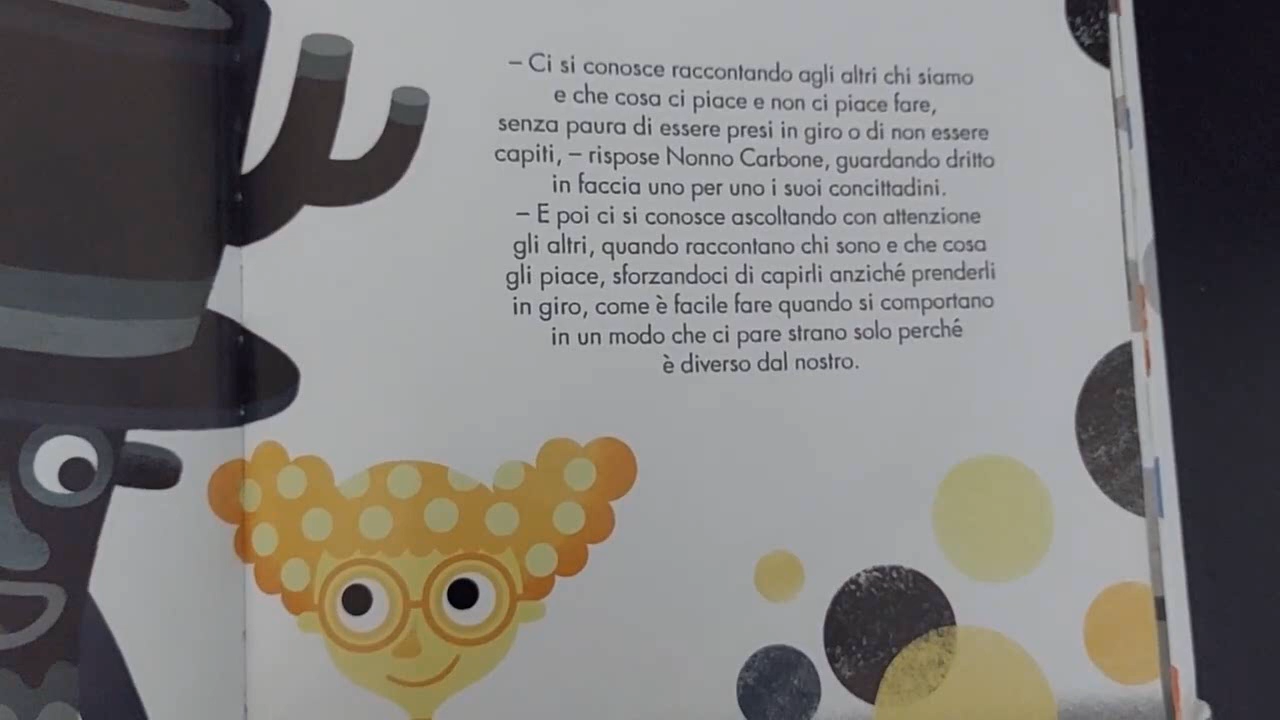 – Ci si conosce raccontando agli altri chi siamo
e che cosa ci piace e non ci piace fare,
senza paura di essere presi in giro o di non essere
capiti, – rispose Nonno Carbone, guardando dritto
in faccia uno per uno i suoi concittadini.
– E poi ci si conosce ascoltando con attenzione
gli altri, quando raccontano chi sono e che cosa
gli piace, sforzandoci di capirli anziché prenderli
in giro, come è facile fare quando si comportano
in un modo che ci pare strano solo perché
è diverso dal nostro.